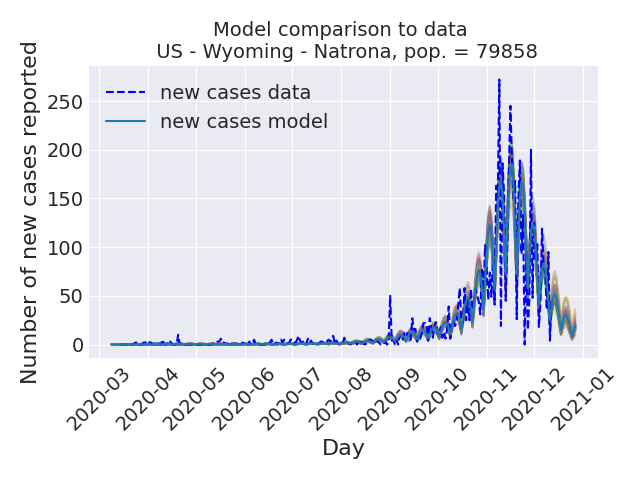 Model comparison to data
US - Wyoming - Natrona, pop. = 79858
Number of new cases reported
new cases data
new cases model
250
200
150
100
50
0
2020-03
2020-04
2020-05
2020-06
2020-07
2020-08
2020-09
2020-10
2020-11
2020-12
2021-01
Day